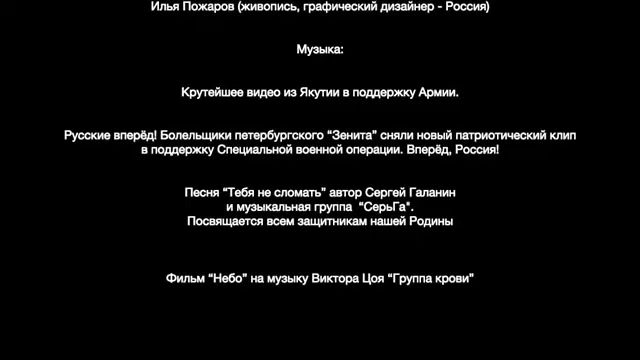 Илья Пожаров (живопись, графический дизайнер - Россия)
Музыка:
Крутейшее видео из Якутии в поддержку Армии.
Русские вперёд! Болельщики петербургского “Зенита” сняли новый патриотический клип
в поддержку Специальной военной операции. Вперёд, Россия!
Песня “Тебя не сломать” автор Сергей Галанин
и музыкальная группа “СерьГа".
Посвящается всем защитникам нашей Родины
Фильм “Небо” на музыку Виктора Цоя “Группа крови”